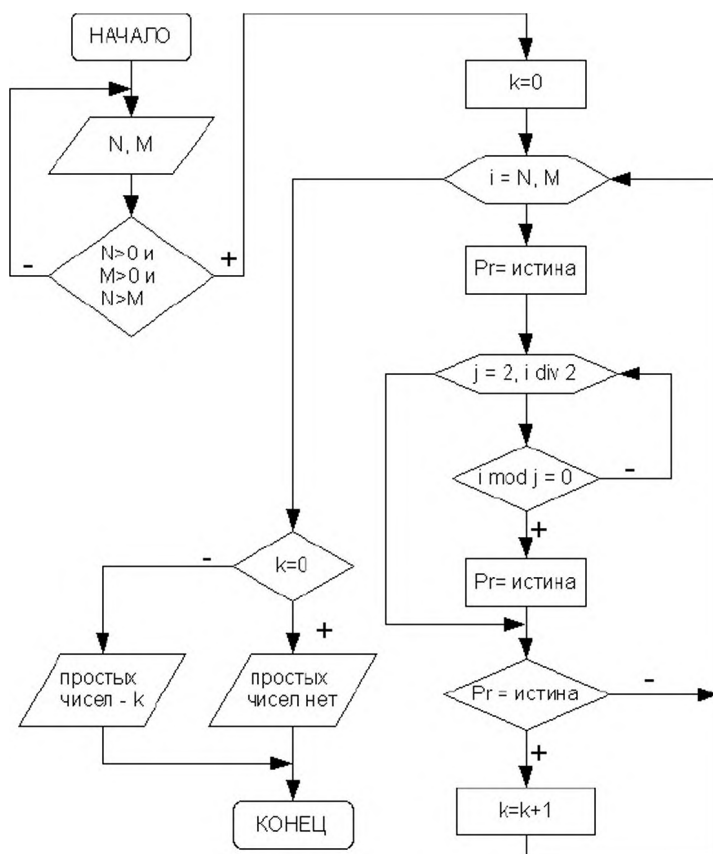 НАЧАЛО
N, M
N>0 и
M>0 и
N>M
-
+
k=0
i = N, M
Pr= истина
j = 2, i div 2
i mod j = 0
-
+
Pr= истина
Pr = истина
-
+
k=k+1
k=0
-
+
простых
чисел - k
простых
чисел нет
КОНЕЦ